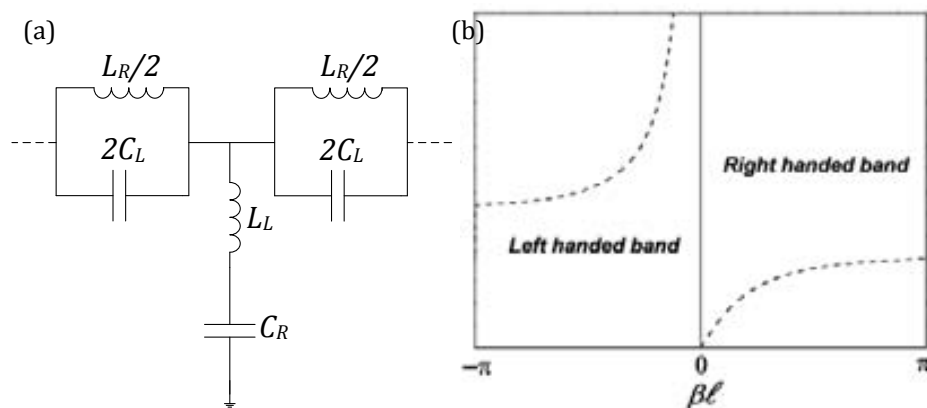 (a)
L_R/2
L_R/2
2C_L
2C_L
L_L
C_R
(b)
Right handed band
Left handed band
−π
0
π
βℓ